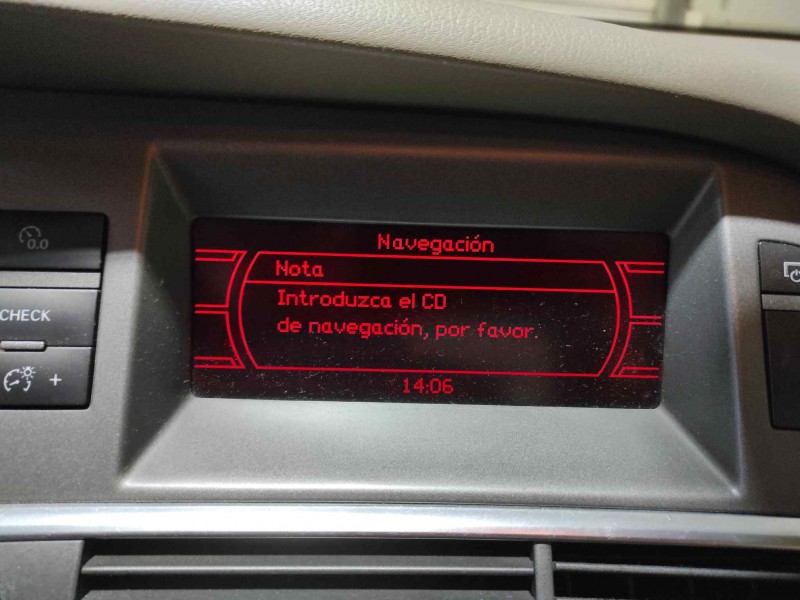 Navegación
Nota
Introduzca el CD
de navegación, por favor.
14:06
0.0
CHECK
+